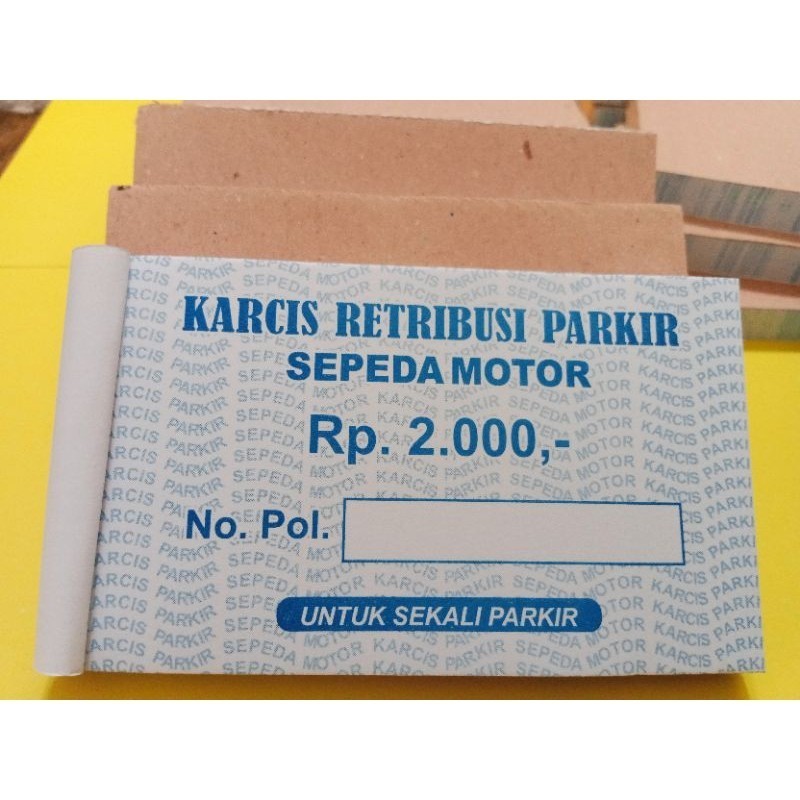 KARCIS RETRIBUSI PARKIR
SEPEDA MOTOR
Rp. 2.000,-
No. Pol.
UNTUK SEKALI PARKIR